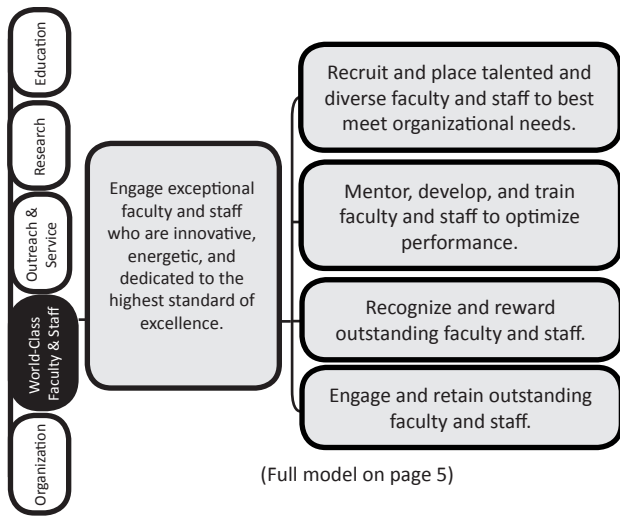 Education
Research
Outreach &
Service
World-Class
Faculty & Staff
Organization
Engage exceptional
faculty and staff
who are innovative,
energetic, and
dedicated to the
highest standard of
excellence.
Recruit and place talented and
diverse faculty and staff to best
meet organizational needs.
Mentor, develop, and train
faculty and staff to optimize
performance.
Recognize and reward
outstanding faculty and staff.
Engage and retain outstanding
faculty and staff.
(Full model on page 5)